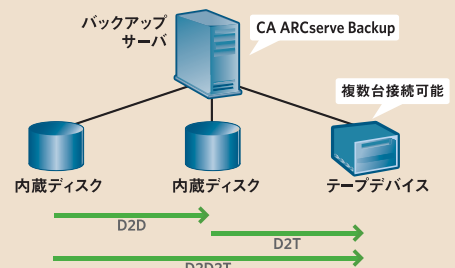 バックアップ
サーバ
CA ARCserve Backup
複数台接続可能
内蔵ディスク
内蔵ディスク
テープデバイス
D2D
D2T
D2D2T